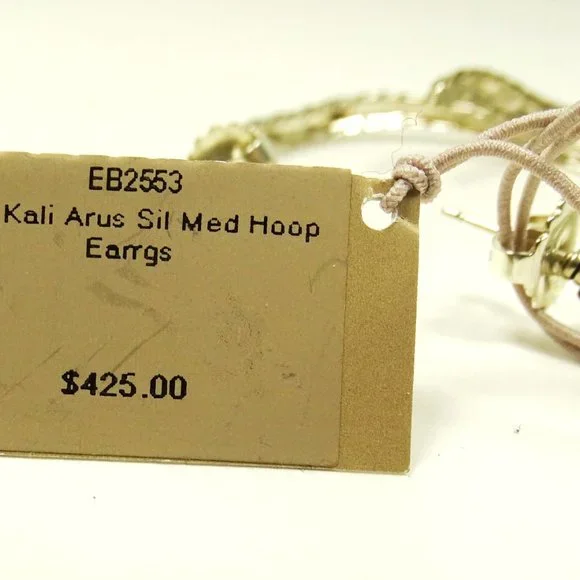 EB2553
Kali Arus Sil Med Hoop
Earrgs
$425.00